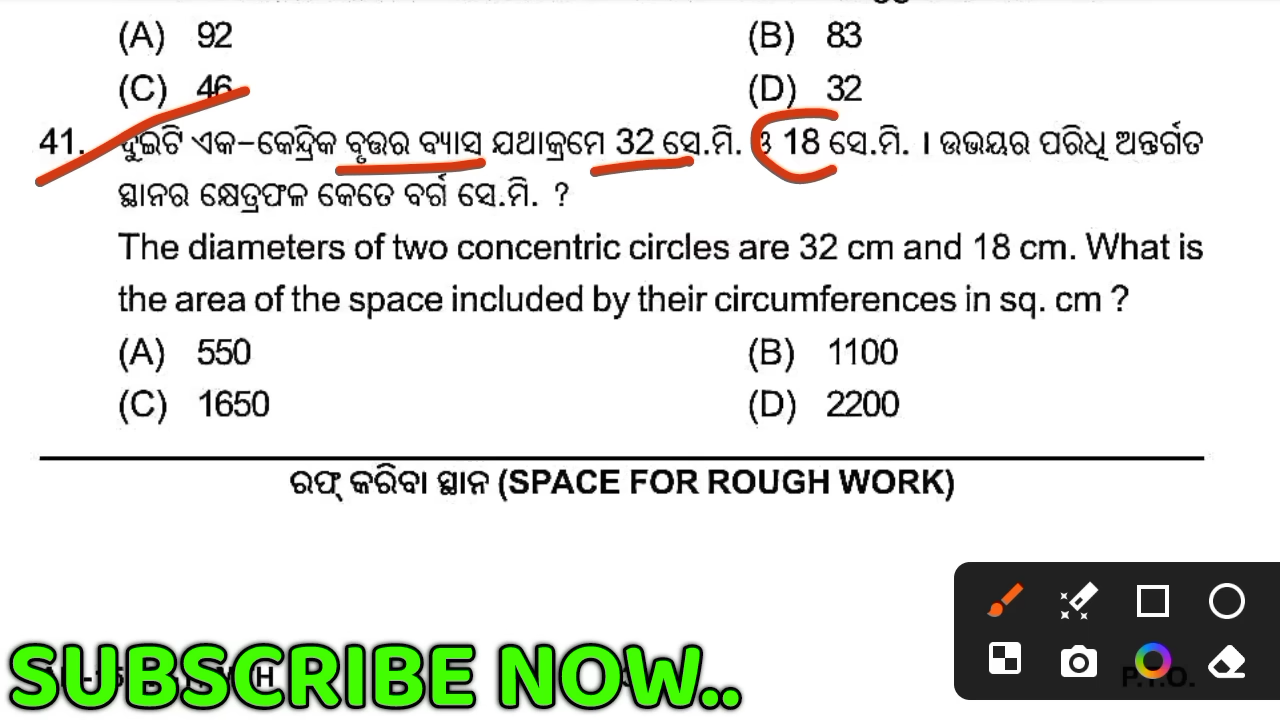 (A) 92 (B) 83
(C) 46 (D) 32
41. ଦୁଇଟି ଏକ-କେନ୍ଦ୍ରିକ ବୃତ୍ତର ବ୍ୟାସ ଯଥାକ୍ରମେ 32 ସେ.ମି. ଓ 18 ସେ.ମି. । ଉଭୟର ପରିଧି ଅନ୍ତର୍ଗତ
ସ୍ଥାନର କ୍ଷେତ୍ରଫଳ କେତେ ବର୍ଗ ସେ.ମି. ?
The diameters of two concentric circles are 32 cm and 18 cm. What is
the area of the space included by their circumferences in sq. cm ?
(A) 550 (B) 1100
(C) 1650 (D) 2200
ରଫ୍ କରିବା ସ୍ଥାନ (SPACE FOR ROUGH WORK)
SUBSCRIBE NOW..
P.T.O.